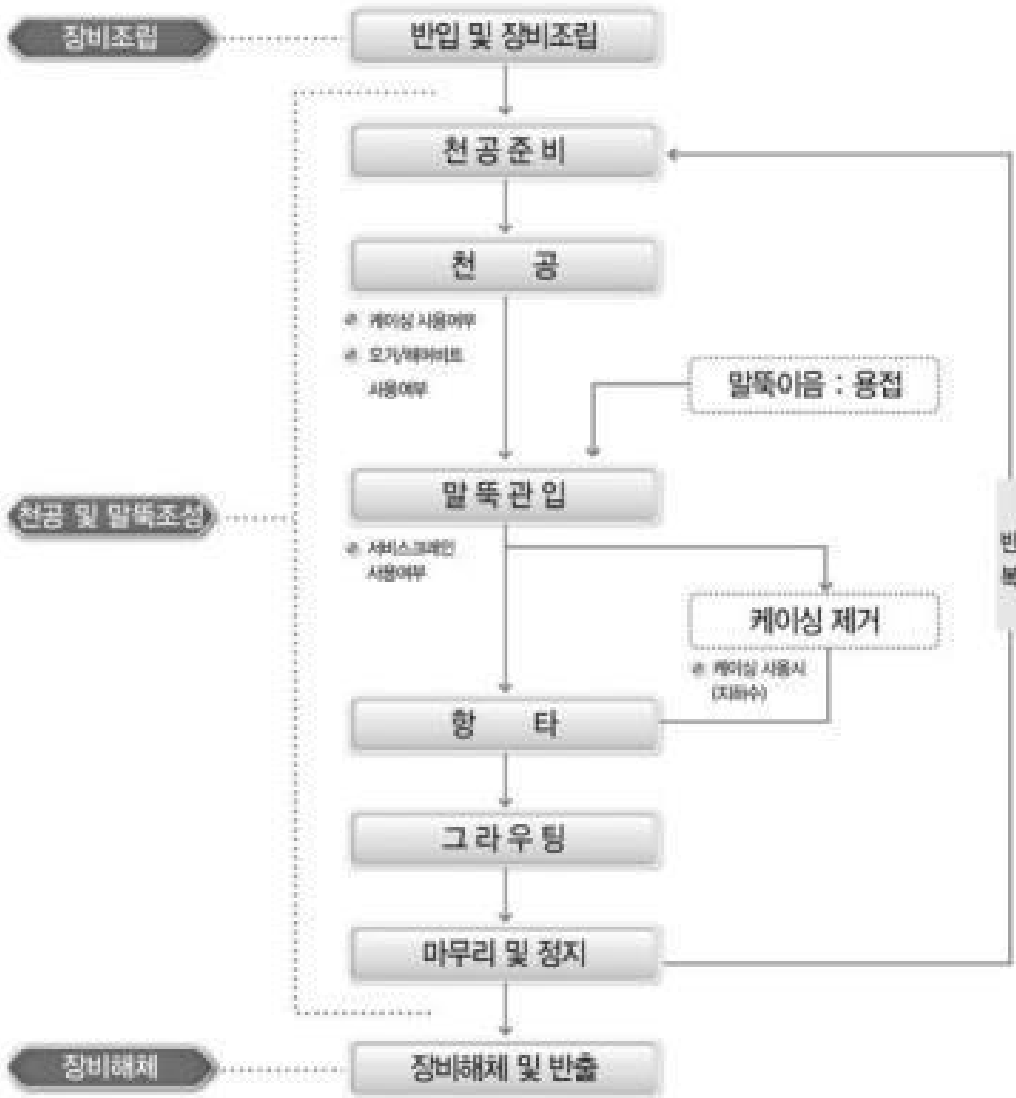 장비조립
반입 및 장비조립
천공준비
천 공
케이싱 사용여부
오거/해머비트
사용여부
말뚝이음 : 용접
말뚝관입
천공 및 말뚝조성
서비스크레인
사용여부
반
복
케이싱 제거
케이싱 사용시
(지하수)
항 타
그라우팅
마무리 및 정지
장비해체
장비해체 및 반출